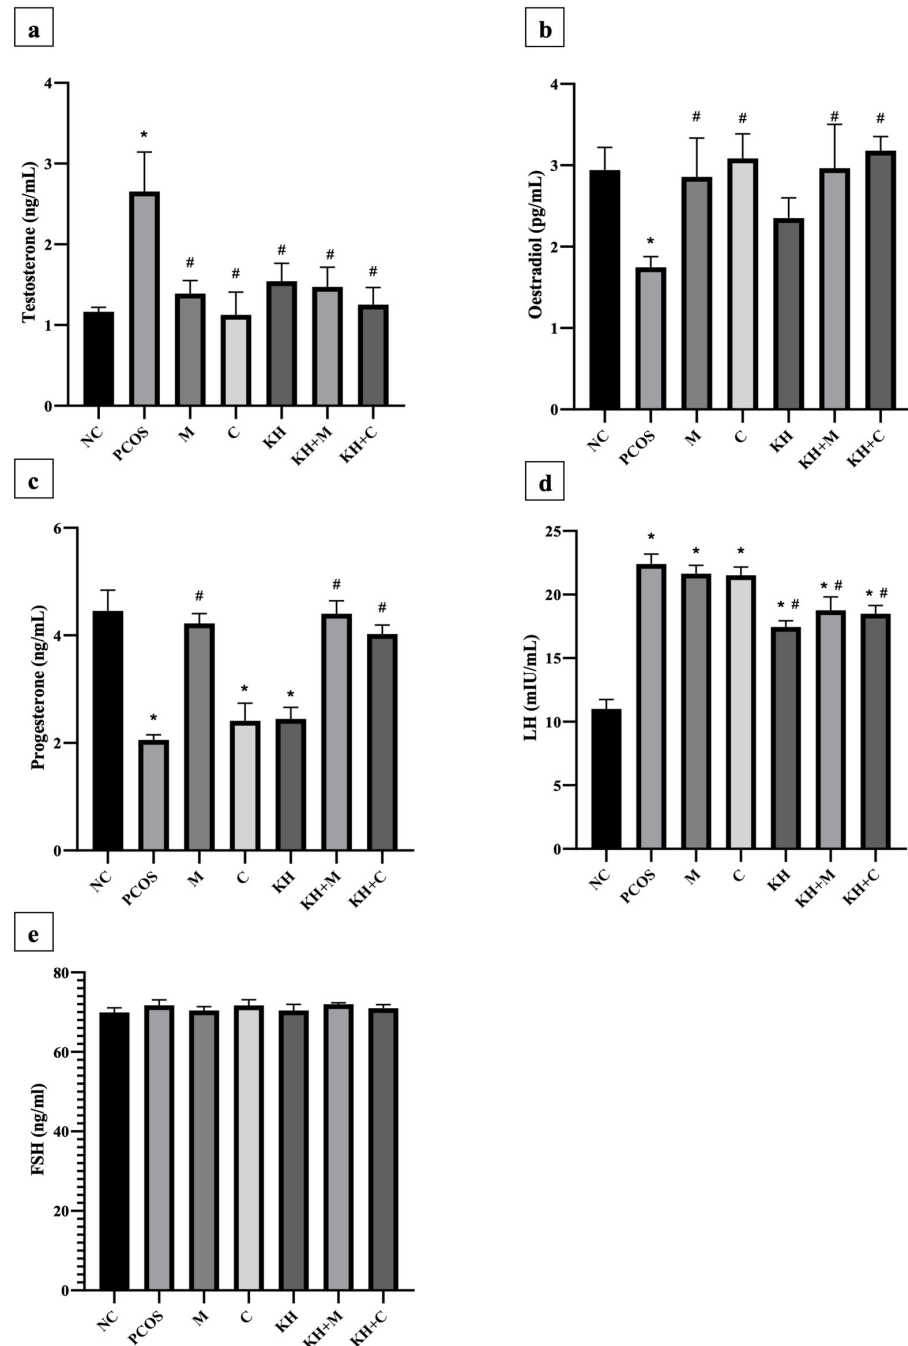 a
Testosterone (ng/mL)
4
3
2
1
0
*
#
#
#
#
#
NC
PCOS
M
C
KH
KH+M
KH+C
b
Oestradiol (pg/mL)
4
3
2
1
0
*
#
#
#
#
NC
PCOS
M
C
KH
KH+M
KH+C
c
Progesterone (ng/mL)
6
4
2
0
*
#
*
*
#
#
NC
PCOS
M
C
KH
KH+M
KH+C
d
LH (mIU/mL)
25
20
15
10
5
0
*
*
*
* #
* #
* #
NC
PCOS
M
C
KH
KH+M
KH+C
e
FSH (ng/ml)
80
60
40
20
0
NC
PCOS
M
C
KH
KH+M
KH+C